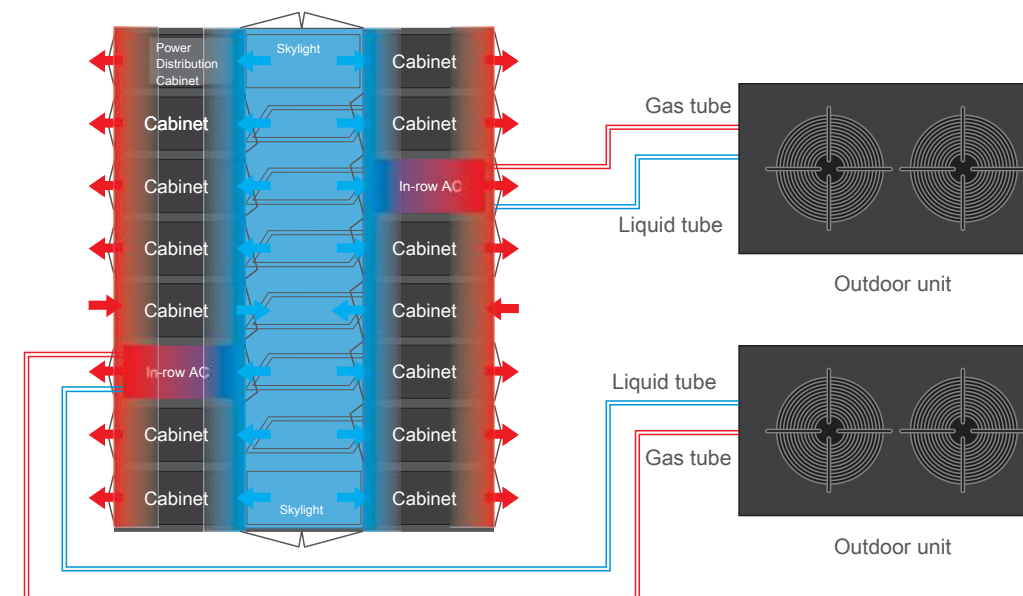 Power
Distribution
Cabinet
Skylight
Cabinet
Cabinet
Cabinet
Cabinet
In-row AC
Cabinet
Cabinet
Cabinet
Cabinet
In-row AC
Cabinet
Cabinet
Cabinet
Cabinet
Skylight
Cabinet
Gas tube
Liquid tube
Outdoor unit
Liquid tube
Gas tube
Outdoor unit